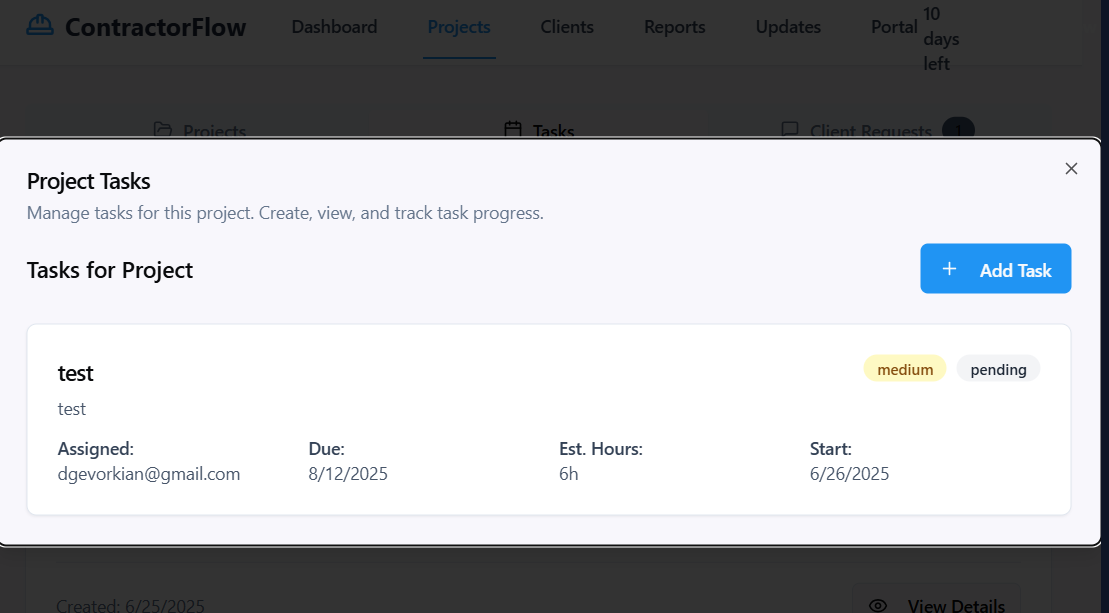 ContractorFlow Dashboard Projects Clients Reports Updates Portal
10
days
left
Projects Tasks Client Requests 1
Project Tasks
Manage tasks for this project. Create, view, and track task progress.
Tasks for Project
Add Task
test
medium pending
test
Assigned: Due: Est. Hours: Start:
dgevorkian@gmail.com 8/12/2025 6h 6/26/2025
Created: 6/25/2025 View Details